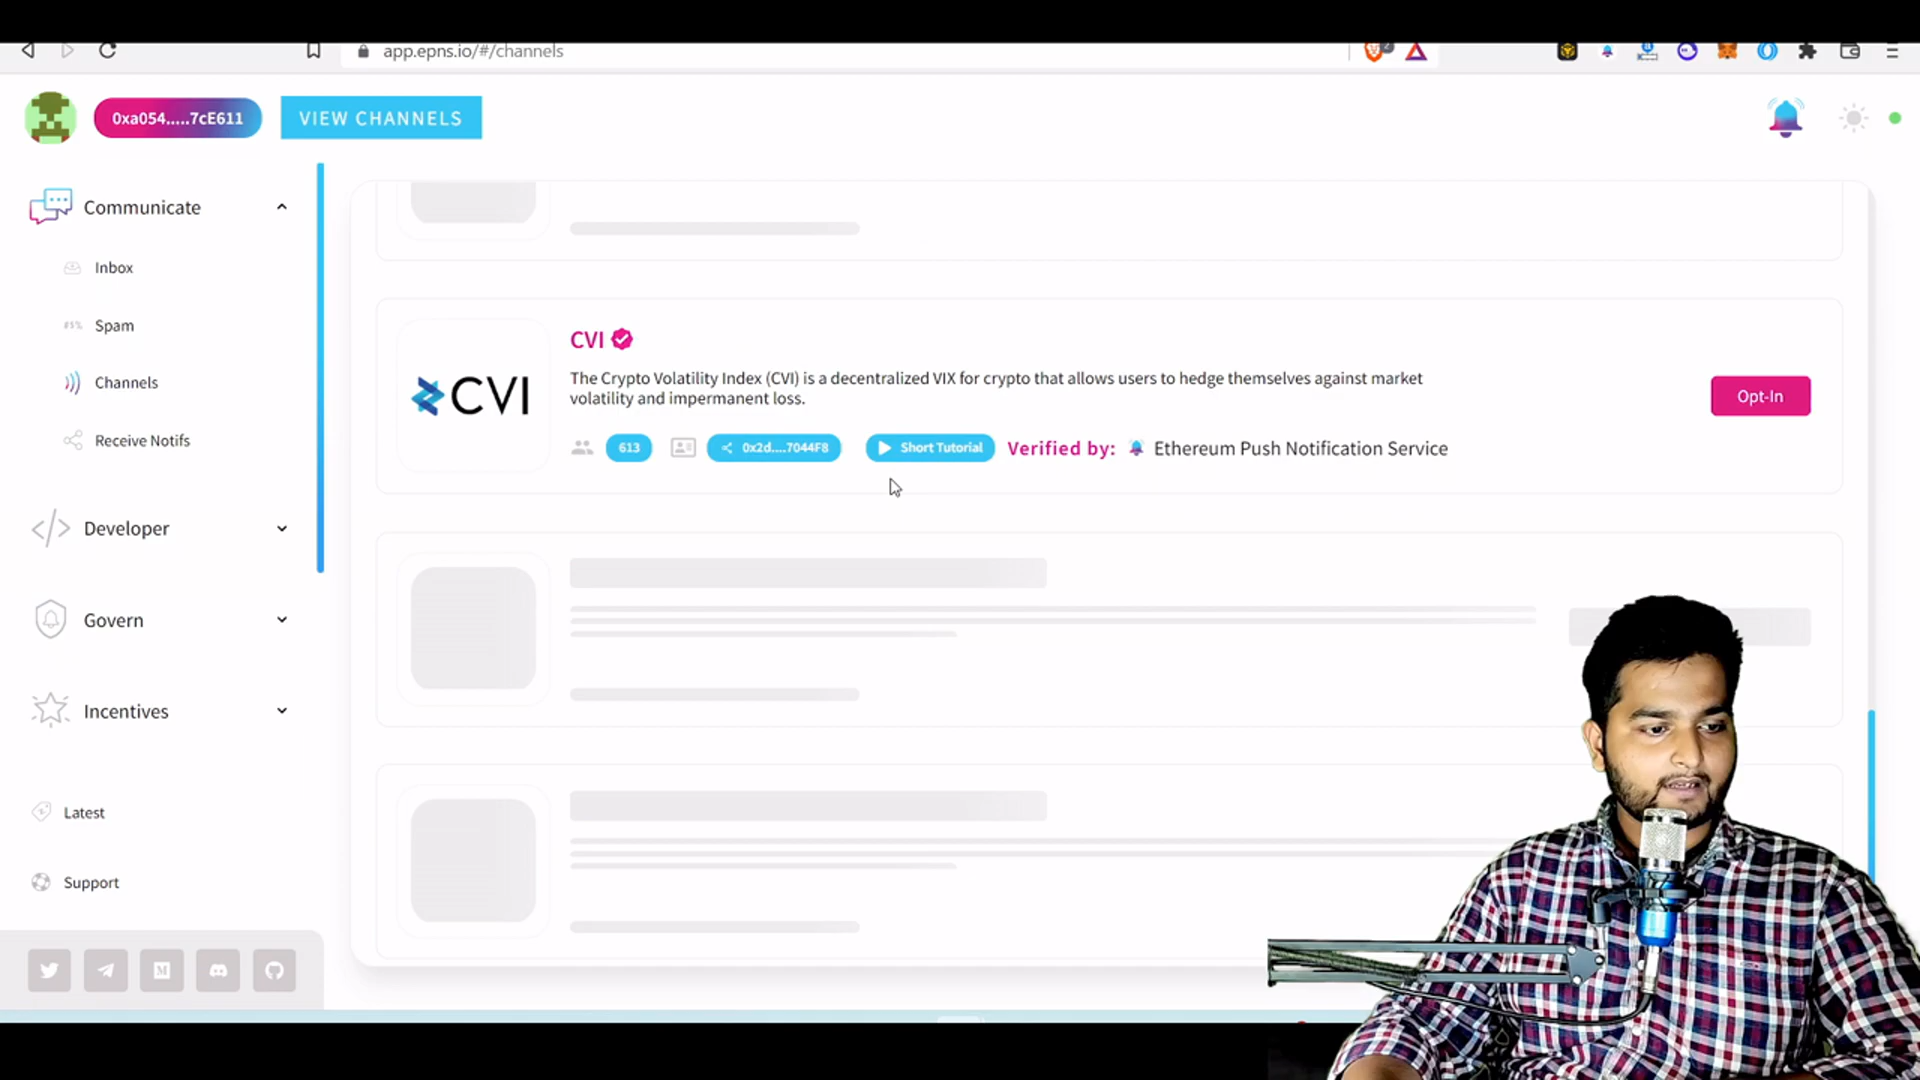 app.epns.io/#/channels
2
0xa054.....7cE611
VIEW CHANNELS
Communicate
Inbox
Spam
Channels
Receive Notifs
Developer
Govern
Incentives
Latest
Support
CVI
CVI
The Crypto Volatility Index (CVI) is a decentralized VIX for crypto that allows users to hedge themselves against market
volatility and impermanent loss.
613
0x2d....7044F8
Short Tutorial
Verified by: Ethereum Push Notification Service
Opt-In